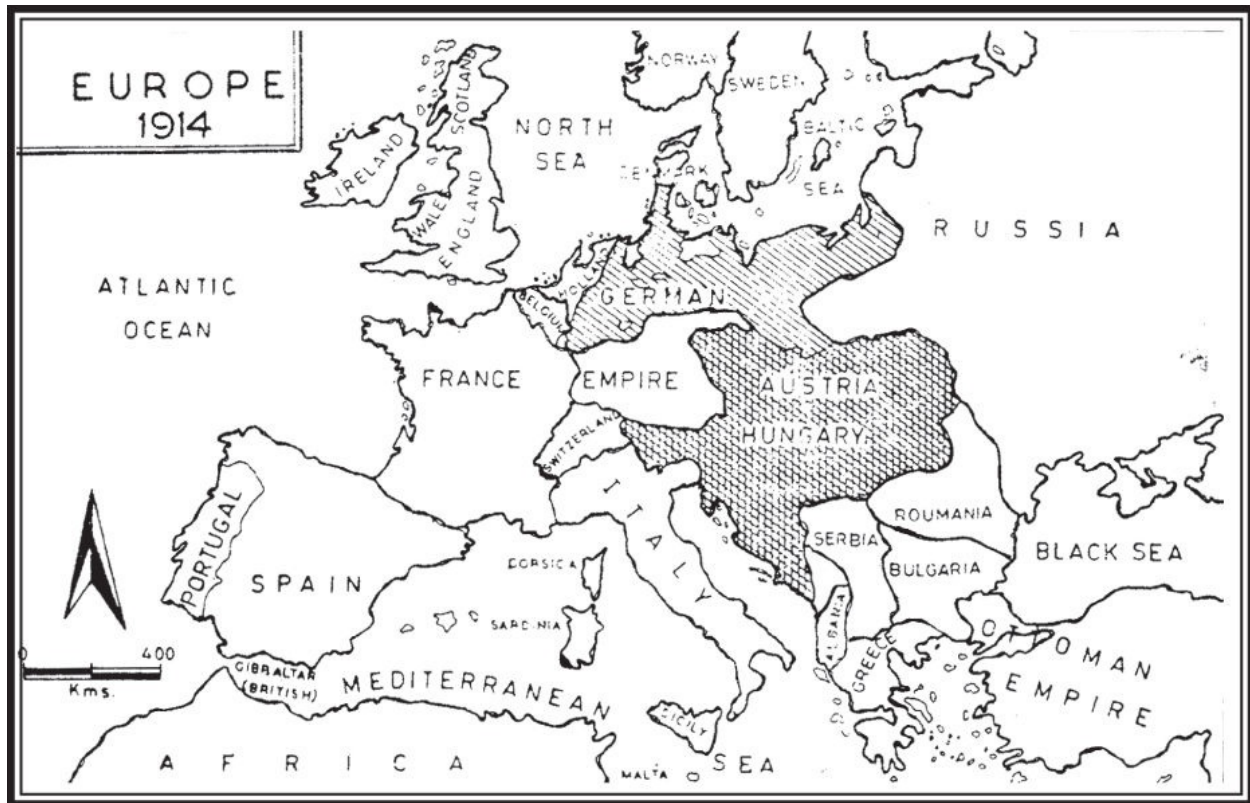 EUROPE
1914
NORWAY
SWEDEN
SCOTLAND
NORTH
SEA
BALTIC
SEA
DENMARK
IRELAND
WALES
ENGLAND
HOLLAND
BELGIUM
RUSSIA
ATLANTIC
OCEAN
GERMAN
EMPIRE
FRANCE
AUSTRIA
HUNGARY
SWITZERLAND
ITALY
ROUMANIA
SERBIA
BULGARIA
BLACK SEA
PORTUGAL
SPAIN
CORSICA
SARDINIA
ALBANIA
GREECE
OTTOMAN
EMPIRE
0 400
Kms.
GIBRALTAR
(BRITISH)
MEDITERRANEAN
SEA
SICILY
AFRICA
MALTA